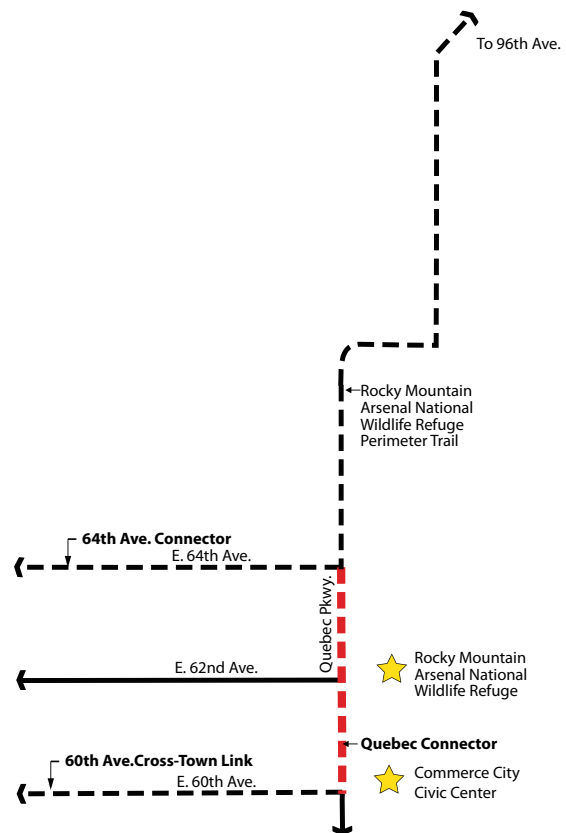 To 96th Ave.
Rocky Mountain
Arsenal National
Wildlife Refuge
Perimeter Trail
64th Ave. Connector
E. 64th Ave.
Quebec Pkwy.
E. 62nd Ave.
Rocky Mountain
Arsenal National
Wildlife Refuge
Quebec Connector
60th Ave.Cross-Town Link
E. 60th Ave.
Commerce City
Civic Center